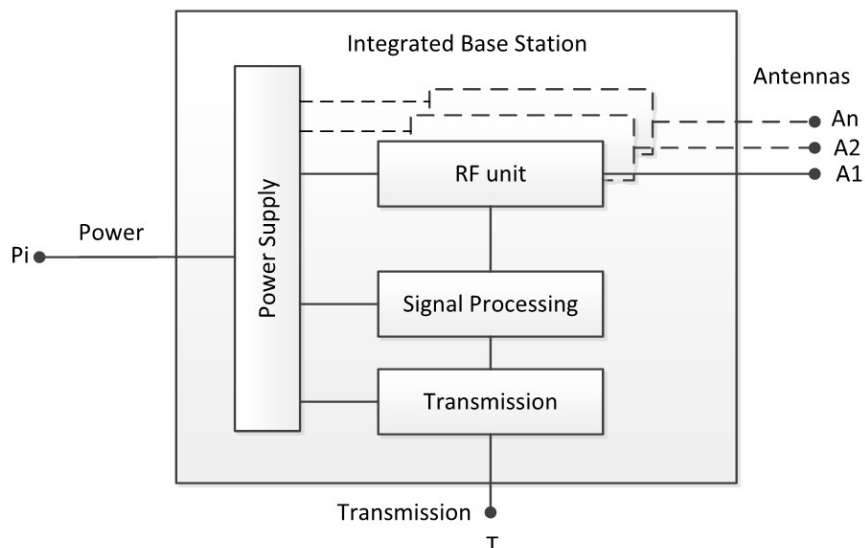 Integrated Base Station
Antennas
An
A2
A1
RF unit
Power
Pi
Power Supply
Signal Processing
Transmission
Transmission
T